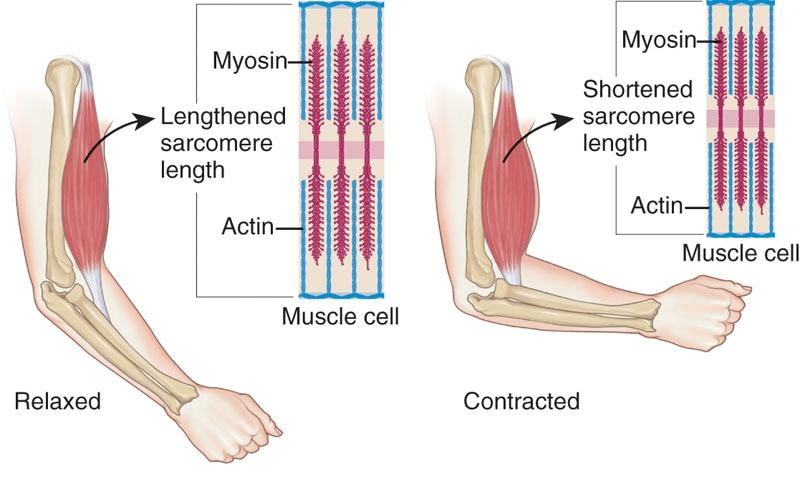 Myosin
Lengthened
sarcomere
length
Actin
Muscle cell
Relaxed
Myosin
Shortened
sarcomere
length
Actin
Muscle cell
Contracted